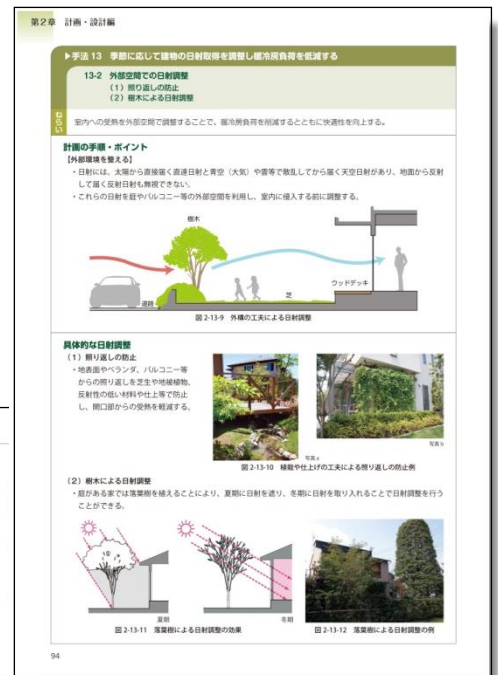 第2章 計画・設計編
▶手法 13 季節に応じて建物の日射取得を調整し暖冷房負荷を低減する
13-2 外部空間での日射調整
（1）照り返しの防止
（2）樹木による日射調整
ねらい
室内への受熱を外部空間で調整することで、暖冷房負荷を削減するとともに快適性を向上する。
計画の手順・ポイント
【外部環境を整える】
・日射には、太陽から直接届く直達日射と青空（大気）や雲等で散乱してから届く天空日射があり、地面から反射
して届く反射日射も無視できない。
・これらの日射を庭やバルコニー等の外部空間を利用し、室内に侵入する前に調整する。
樹木
道路
芝
ウッドデッキ
図 2-13-9 外構の工夫による日射調整
具体的な日射調整
（1）照り返しの防止
・地表面やベランダ、バルコニー等
からの照り返しを芝生や地被植物、
反射性の低い材料や仕上等で防止
し、開口部からの受熱を軽減する。
写真 a
写真 b
図 2-13-10 植栽や仕上げの工夫による照り返しの防止例
（2）樹木による日射調整
・庭がある家では落葉樹を植えることにより、夏期に日射を遮り、冬期に日射を取り入れることで日射調整を行う
ことができる。
夏期
冬期
図 2-13-11 落葉樹による日射調整の効果
図 2-13-12 落葉樹による日射調整の例
94